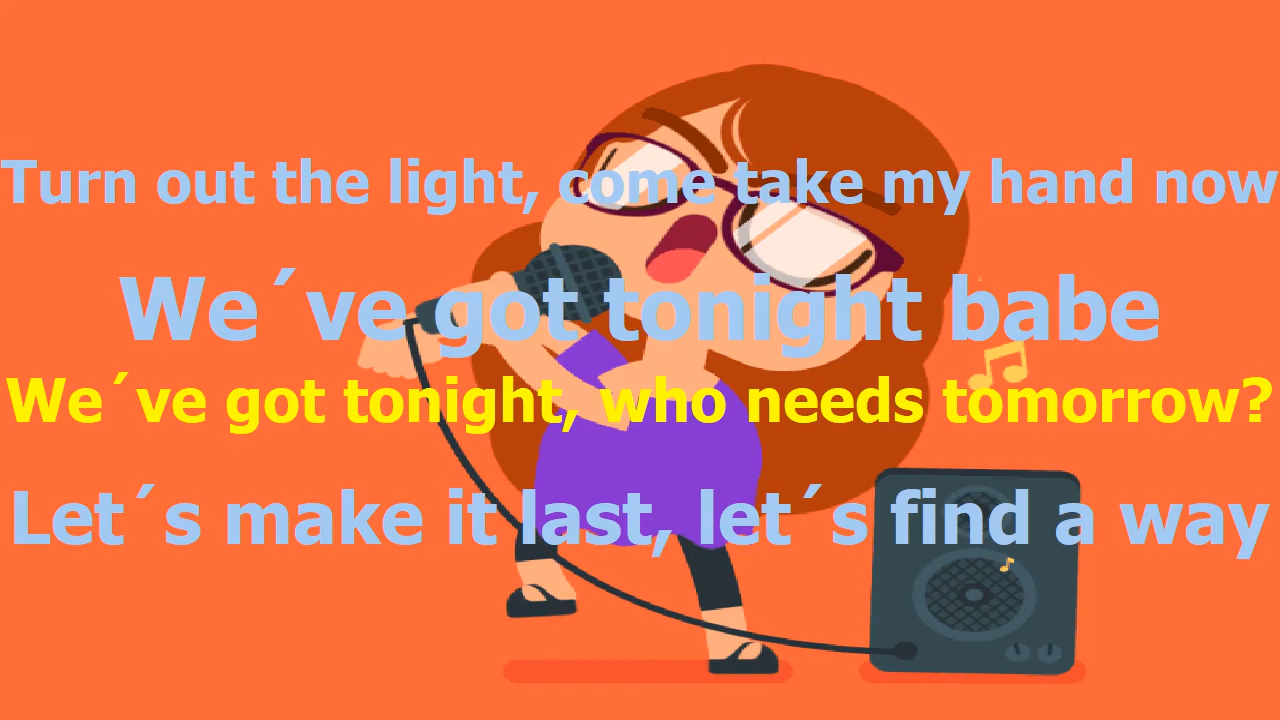 Turn out the light, come take my hand now
We´ve got tonight babe
We´ve got tonight, who needs tomorrow?
Let´s make it last, let´s find a way